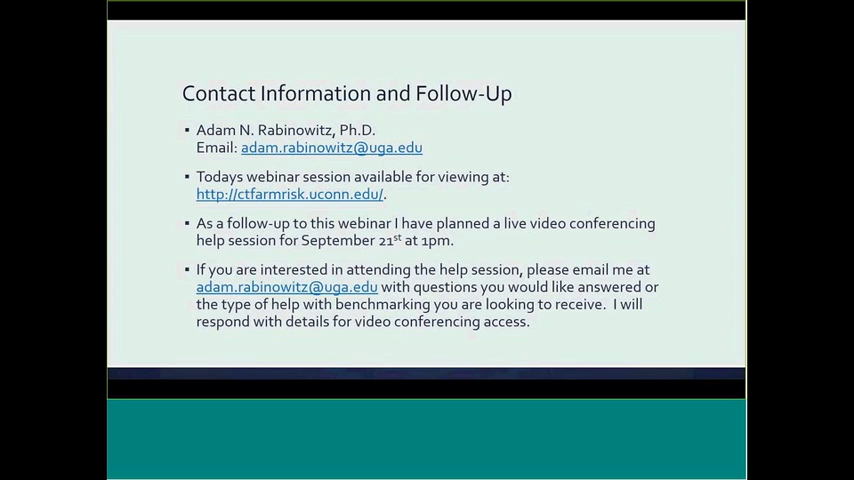 Contact Information and Follow-Up
▪ Adam N. Rabinowitz, Ph.D.
Email: adam.rabinowitz@uga.edu
▪ Todays webinar session available for viewing at:
http://ctfarmrisk.uconn.edu/.
▪ As a follow-up to this webinar I have planned a live video conferencing
help session for September 21st at 1pm.
▪ If you are interested in attending the help session, please email me at
adam.rabinowitz@uga.edu with questions you would like answered or
the type of help with benchmarking you are looking to receive. I will
respond with details for video conferencing access.